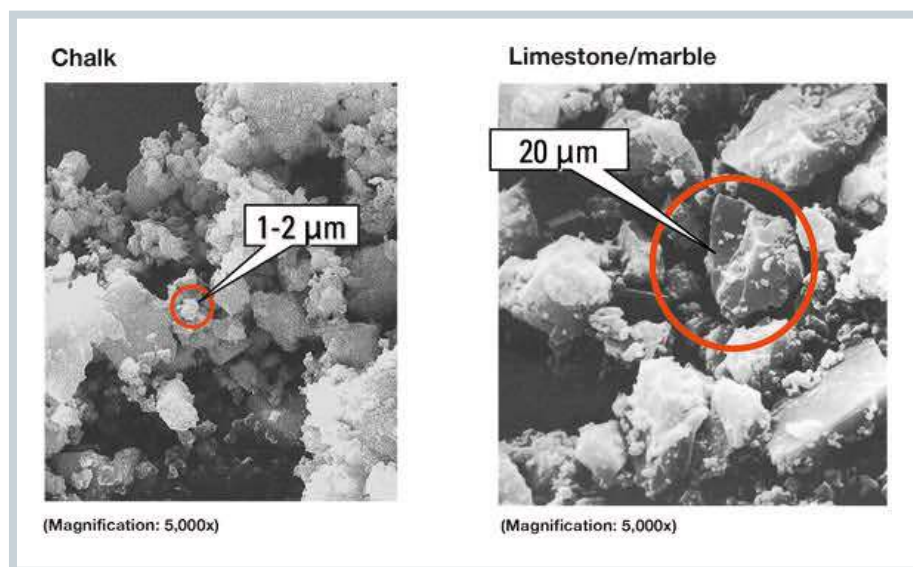 Chalk
Limestone/marble
1-2 µm
20 µm
(Magnification: 5,000x)
(Magnification: 5,000x)